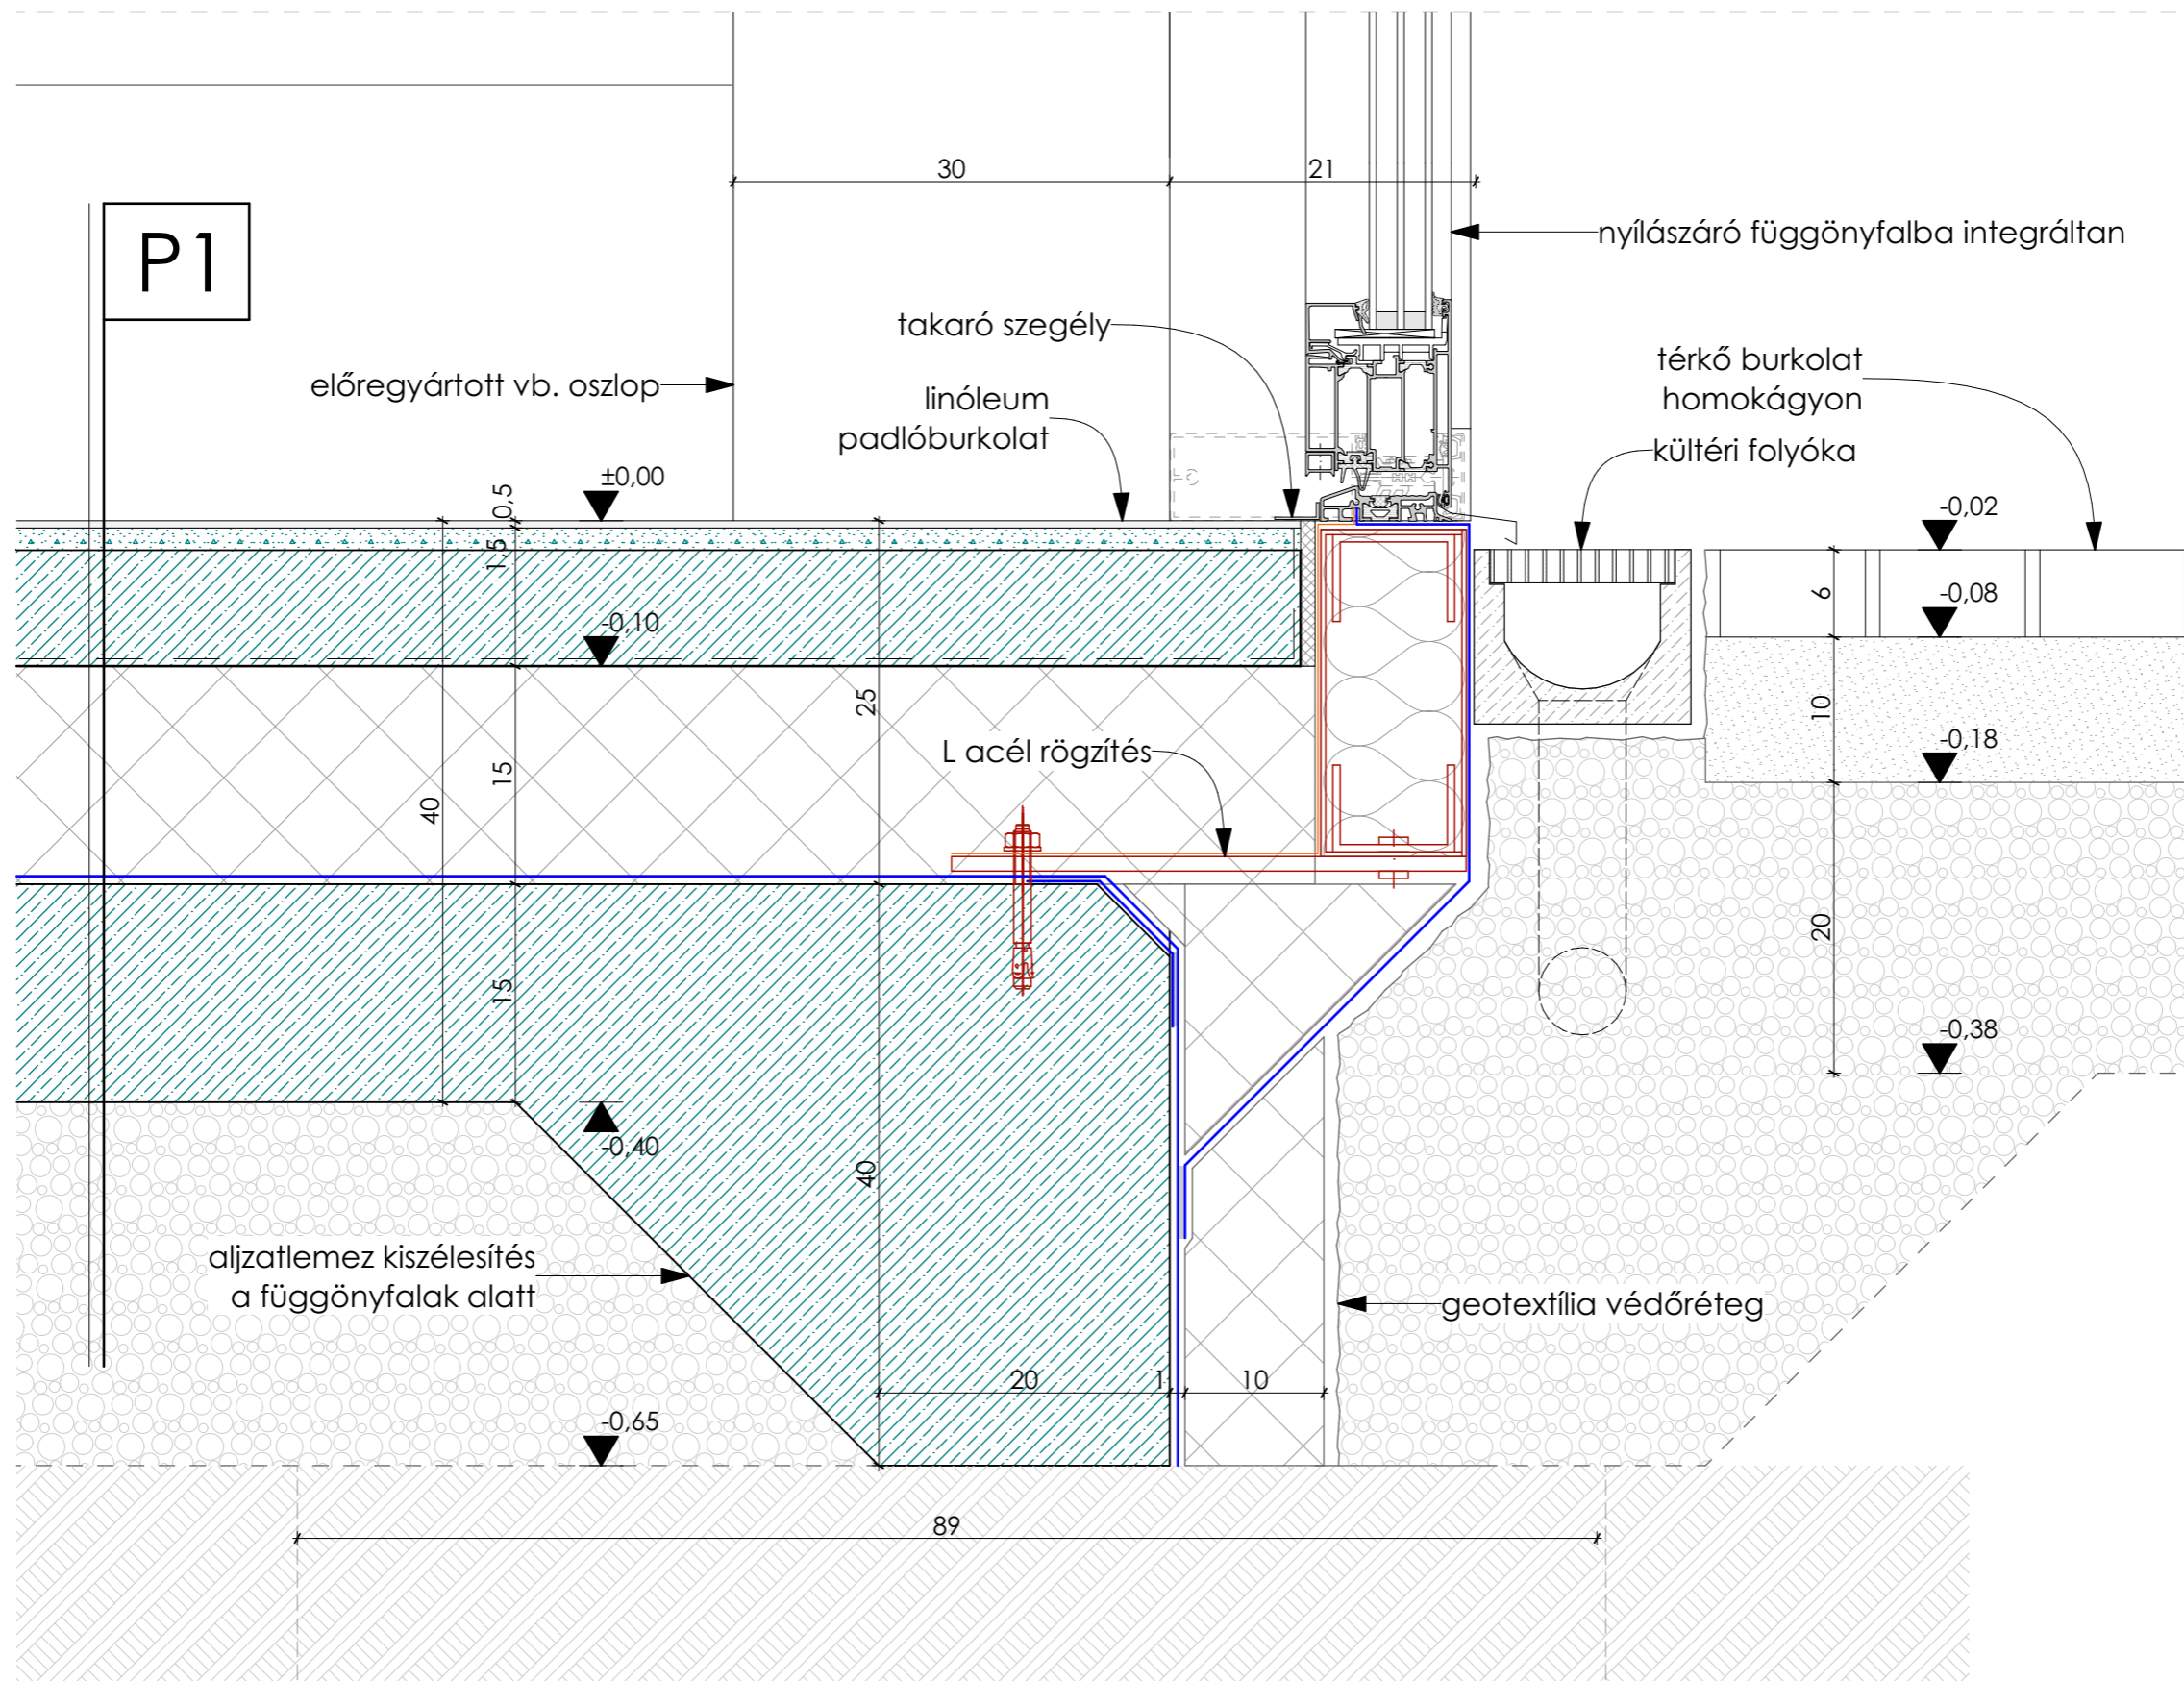 30
21
P1
nyílászáró függönyfalba integráltan
takaró szegély
térkő burkolat
homokágyon
előregyártott vb. oszlop
linóleum
padlóburkolat
kültéri folyóka
±0,00
0,5
-0,02
1,5
6
-0,08
-0,10
25
10
L acél rögzítés
-0,18
15
40
20
15
-0,38
-0,40
40
aljzatlemez kiszélesítés
a függönyfalak alatt
geotextília védőréteg
20
1
10
-0,65
89